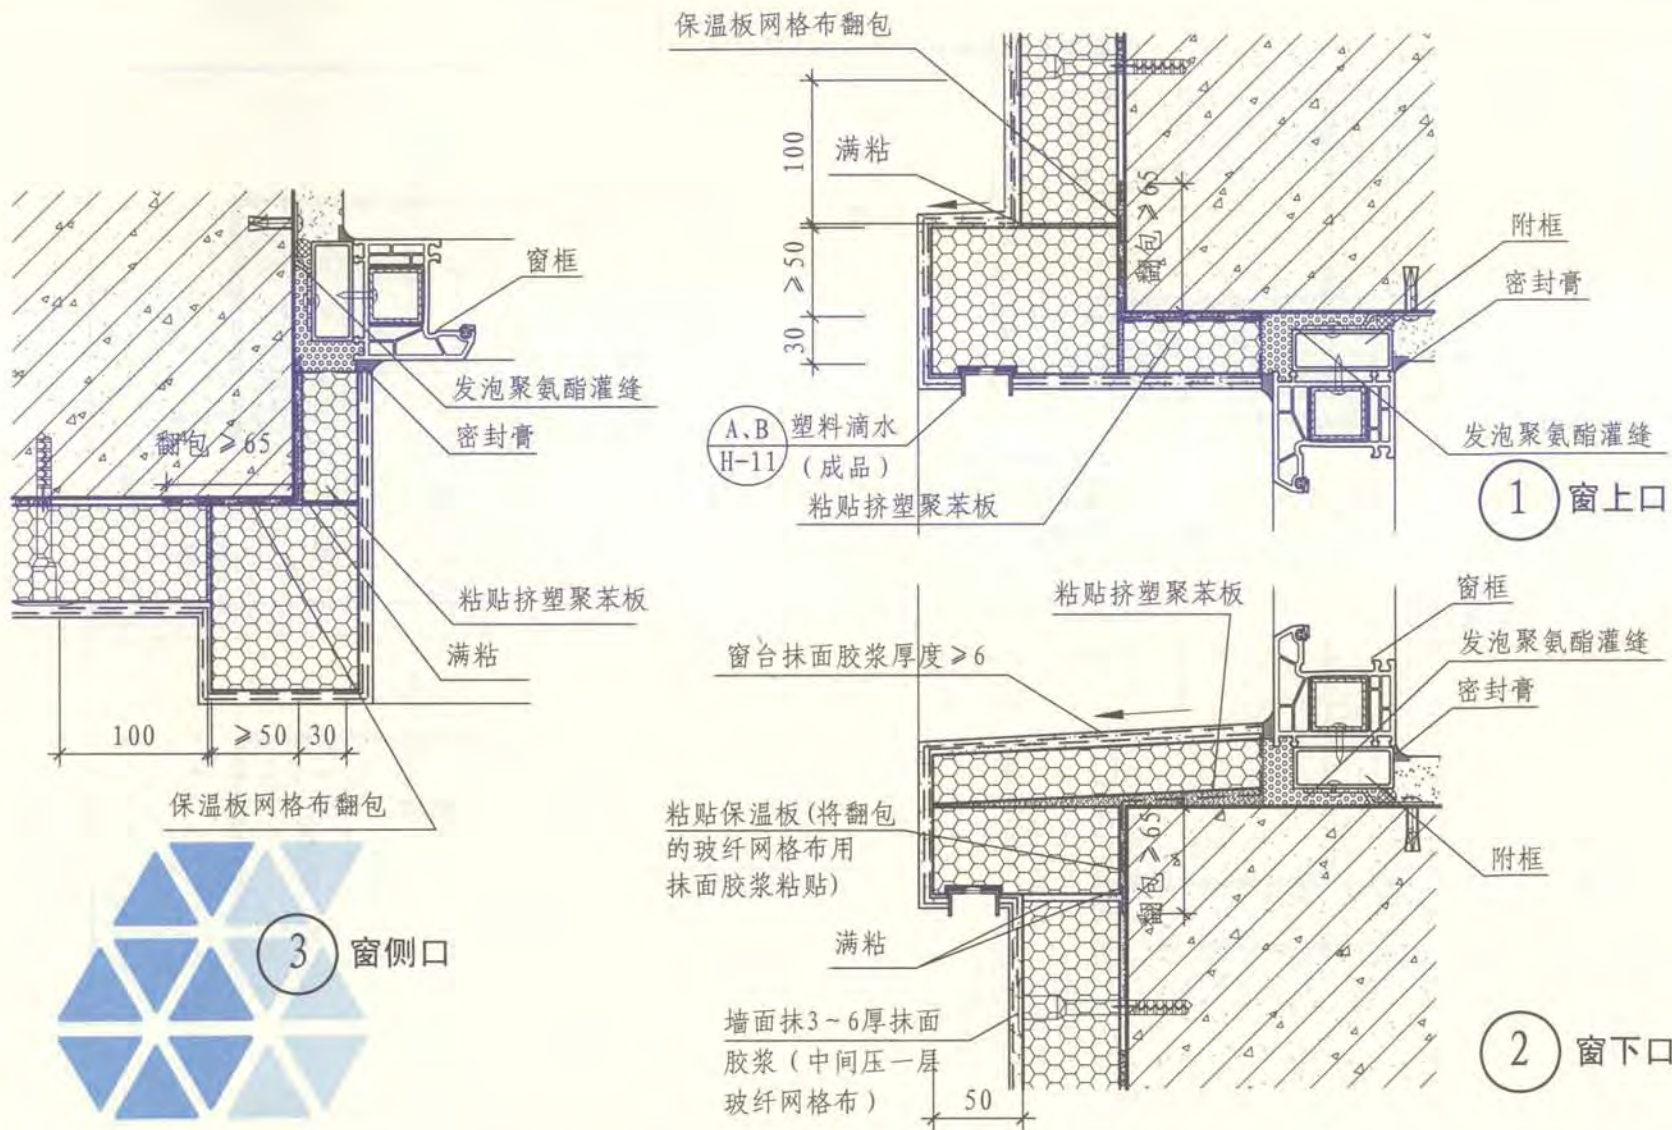 保温板网格布翻包
满粘
100
≥50
30
翻包≥65
附框
密封膏
发泡聚氨酯灌缝
A、B
H-11
塑料滴水
(成品)
粘贴挤塑聚苯板
1 窗上口
窗框
发泡聚氨酯灌缝
密封膏
翻包≥65
粘贴挤塑聚苯板
满粘
100
≥50
30
保温板网格布翻包
3 窗侧口
粘贴挤塑聚苯板
窗台抹面胶浆厚度≥6
窗框
发泡聚氨酯灌缝
密封膏
粘贴保温板(将翻包
的玻纤网格布用
抹面胶浆粘贴)
翻包≥65
附框
满粘
墙面抹3~6厚抹面
胶浆(中间压一层
玻纤网格布)
50
2 窗下口